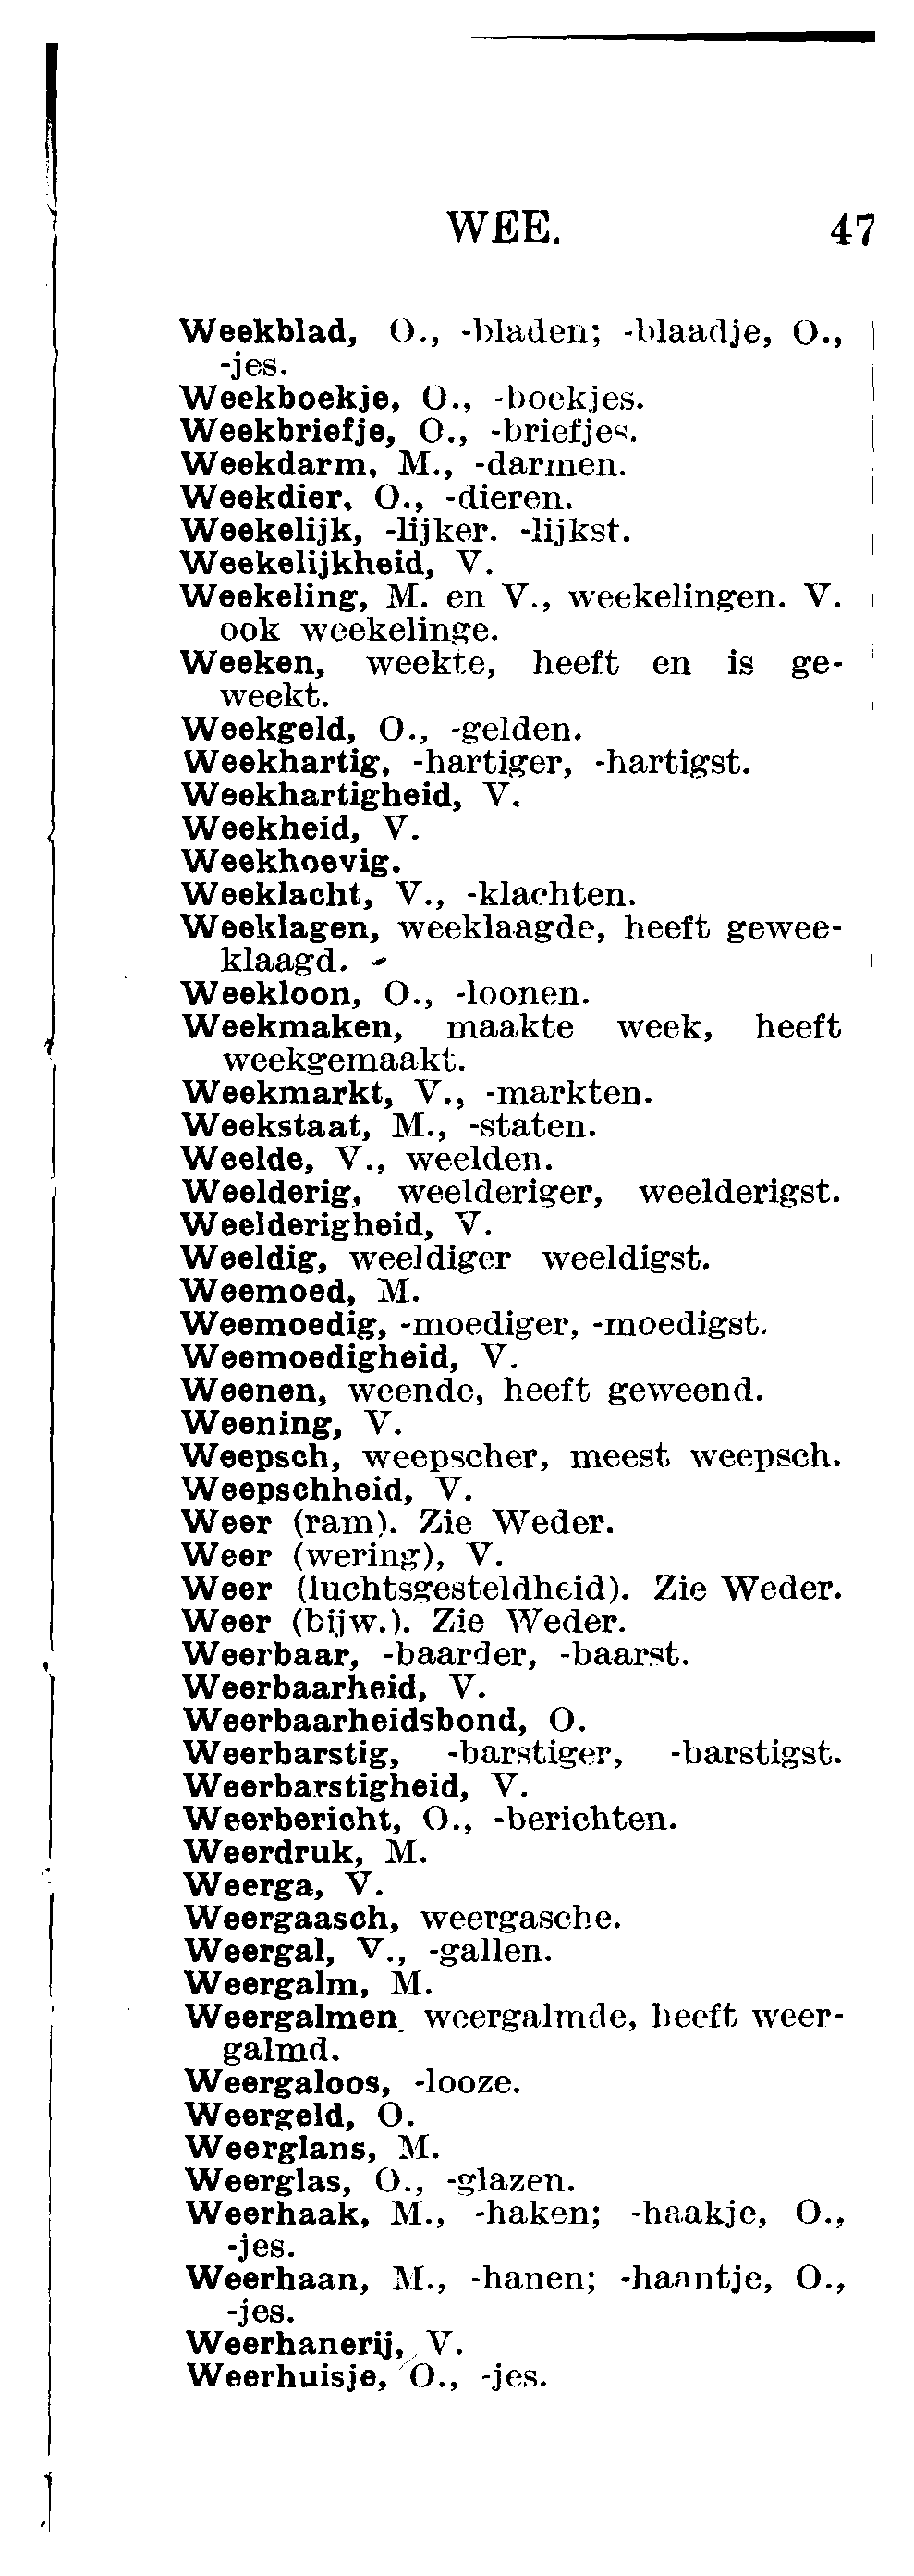 WEE. 47
Weekblad, O., -bladen; -blaadje, O.,
-jes.
Weekboekje, O., -boekjes.
Weekbriefje, O., -briefjes.
Weekdarm, M., -darmen.
Weekdier, O., -dieren.
Weekelijk, -lijker. -lijkst.
Weekelijkheid, V.
Weekeling, M. en V., weekelingen. V.
ook weekelinge.
Weeken, weekte, heeft en is ge-
weekt.
Weekgeld, O., -gelden.
Weekhartig, -hartiger, -hartigst.
Weekhartigheid, V.
Weekheid, V.
Weekhoevig.
Weeklacht, V., -klachten.
Weeklagen, weeklaagde, heeft gewee-
klaagd.
Weekloon, O., -loonen.
Weekmaken, maakte week, heeft
weekgemaakt.
Weekmarkt, V., -markten.
Weekstaat, M., -staten.
Weelde, V., weelden.
Weelderig, weelderiger, weelderigst.
Weelderigheid, V.
Weeldig, weeldiger weeldigst.
Weemoed, M.
Weemoedig, -moediger, -moedigst.
Weemoedigheid, V.
Weenen, weende, heeft geweend.
Weening, V.
Weepsch, weepscher, meest weepsch.
Weepschheid, V.
Weer (ram). Zie Weder.
Weer (wering), V.
Weer (luchtsgesteldheid). Zie Weder.
Weer (bijw.). Zie Weder.
Weerbaar, -baarder, -baarst.
Weerbaarheid, V.
Weerbaarheidsbond, O.
Weerbarstig, -barstiger, -barstigst.
Weerbarstigheid, V.
Weerbericht, O., -berichten.
Weerdruk, M.
Weerga, V.
Weergaasch, weergasche.
Weergal, V., -gallen.
Weergalm, M.
Weergalmen. weergalmde, heeft weer-
galmd.
Weergaloos, -looze.
Weergeld, O.
Weerglans, M.
Weerglas, O., -glazen.
Weerhaak, M., -haken; -haakje, O.,
-jes.
Weerhaan, M., -hanen; -haantje, O.,
-jes.
Weerhanerij, V.
Weerhuisje, O., -jes.